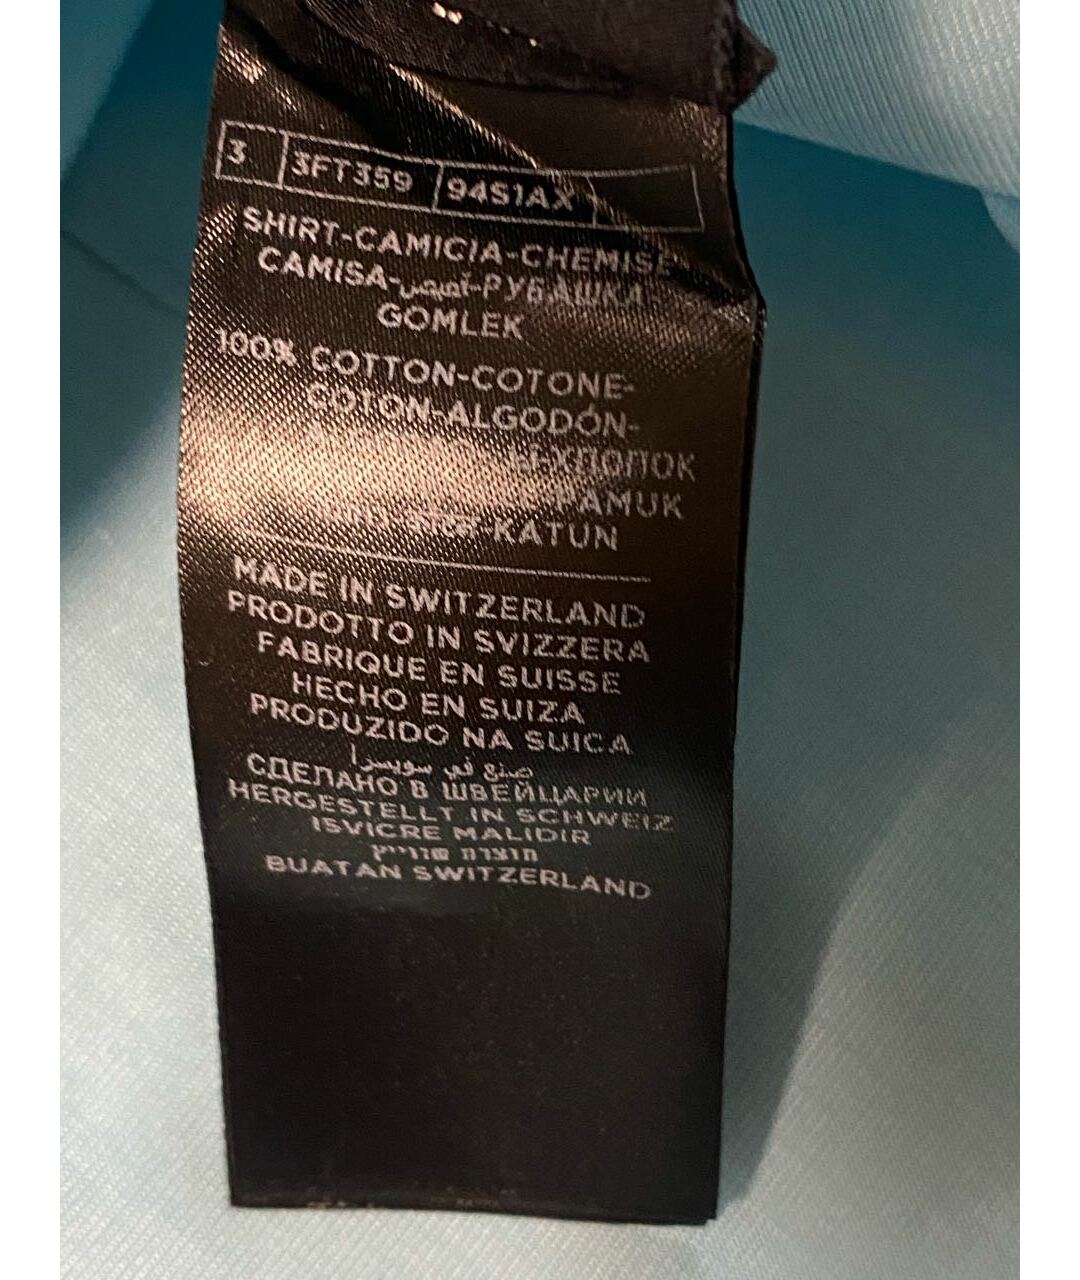 3 3FT359 94S1AX
SHIRT-CAMICIA-CHEMISE
CAMISA-قميص-РУБАШКА-
GOMLEK
100% COTTON-COTONE-
COTON-ALGODÓN-
ХЛОПОК
PAMUK
KATUN
MADE IN SWITZERLAND
PRODOTTO IN SVIZZERA
FABRIQUE EN SUISSE
HECHO EN SUIZA
PRODUZIDO NA SUICA
صنع في سويسرا
СДЕЛАНО В ШВЕЙЦАРИИ
HERGESTELLT IN SCHWEIZ
ISVICRE MALIDIR
תוצרת שוייץ
BUATAN SWITZERLAND